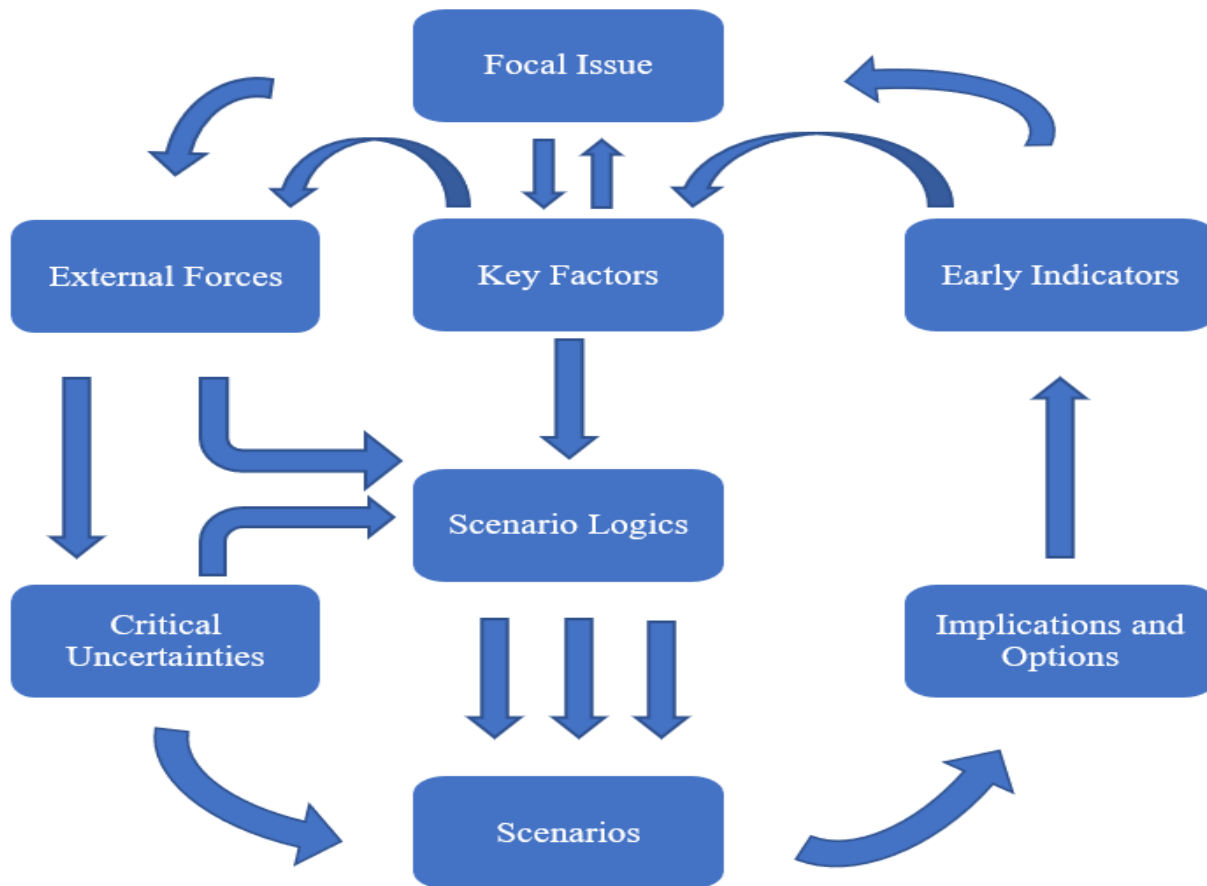 Focal Issue
External Forces
Key Factors
Early Indicators
Scenario Logics
Critical
Uncertainties
Implications and
Options
Scenarios